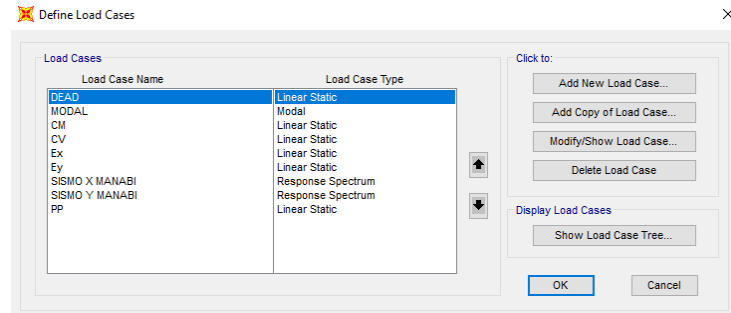 Define Load Cases
Load Cases
Click to:
Load Case Name Load Case Type
DEAD Linear Static
MODAL Modal
CM Linear Static
CV Linear Static
Ex Linear Static
Ey Linear Static
SISMO X MANABI Response Spectrum
SISMO Y MANABI Response Spectrum
PP Linear Static
Add New Load Case...
Add Copy of Load Case...
Modify/Show Load Case...
Delete Load Case
Display Load Cases
Show Load Case Tree...
OK Cancel